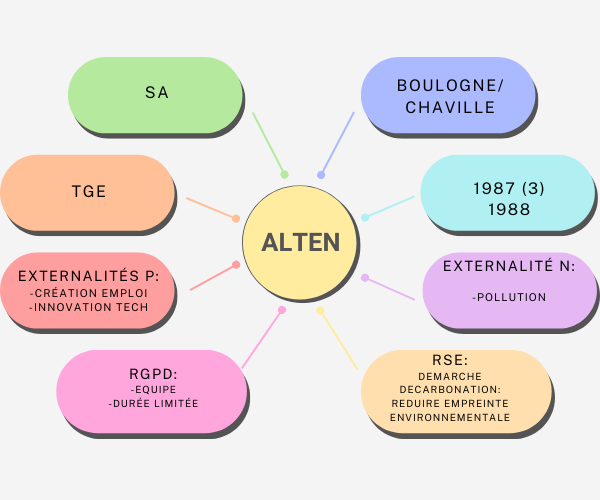 SA
BOULOGNE/
CHAVILLE
TGE
1987 (3)
1988
ALTEN
EXTERNALITÉS P:
-CRÉATION EMPLOI
-INNOVATION TECH
EXTERNALITÉ N:
-POLLUTION
RGPD:
-EQUIPE
-DURÉE LIMITÉE
RSE:
DEMARCHE
DECARBONATION:
REDUIRE EMPREINTE
ENVIRONNEMENTALE